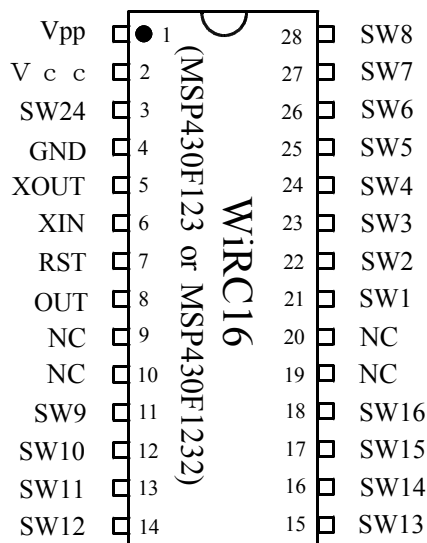 Vpp 1 28 SW8
Ｖｃｃ 2 27 SW7
SW24 3 26 SW6
GND 4 25 SW5
XOUT 5 24 SW4
XIN 6 23 SW3
RST 7 22 SW2
OUT 8 21 SW1
NC 9 20 NC
NC 10 19 NC
SW9 11 18 SW16
SW10 12 17 SW15
SW11 13 16 SW14
SW12 14 15 SW13
WiRC16
(MSP430F123 or MSP430F1232)